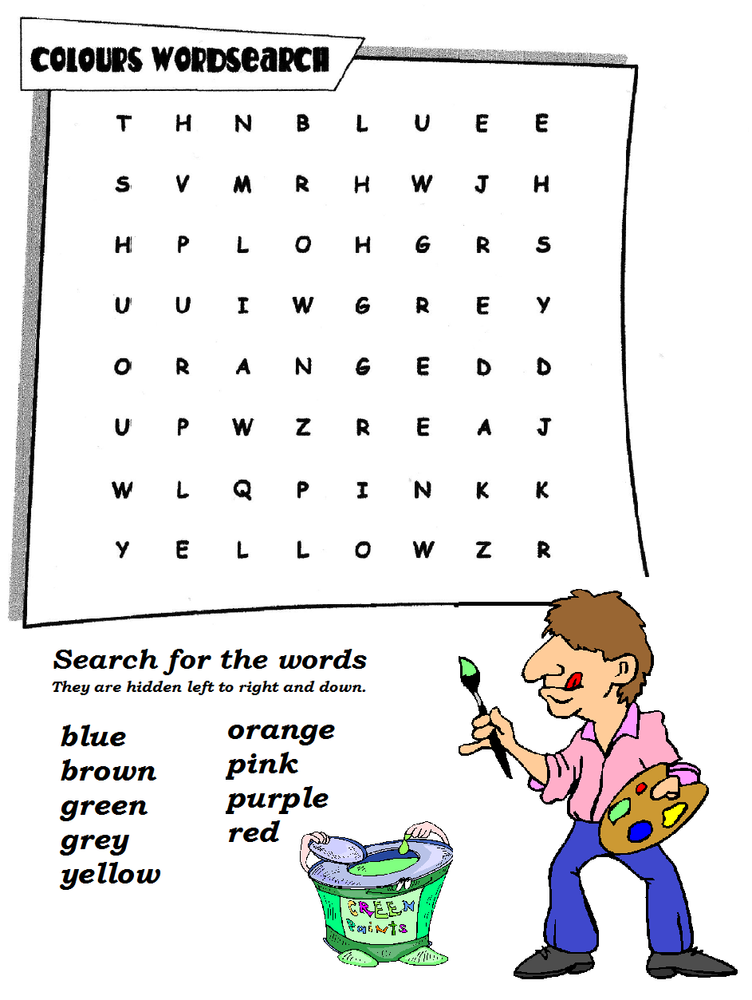 COLOURS WORDSEARCH
T H N B L U E E
S V M R H W J H
H P L O H G R S
U U I W G R E Y
O R A N G E D D
U P W Z R E A J
W L Q P I N K K
Y E L L O W Z R
Search for the words
They are hidden left to right and down.
blue
brown
green
grey
yellow
orange
pink
purple
red
GREEN
Paints